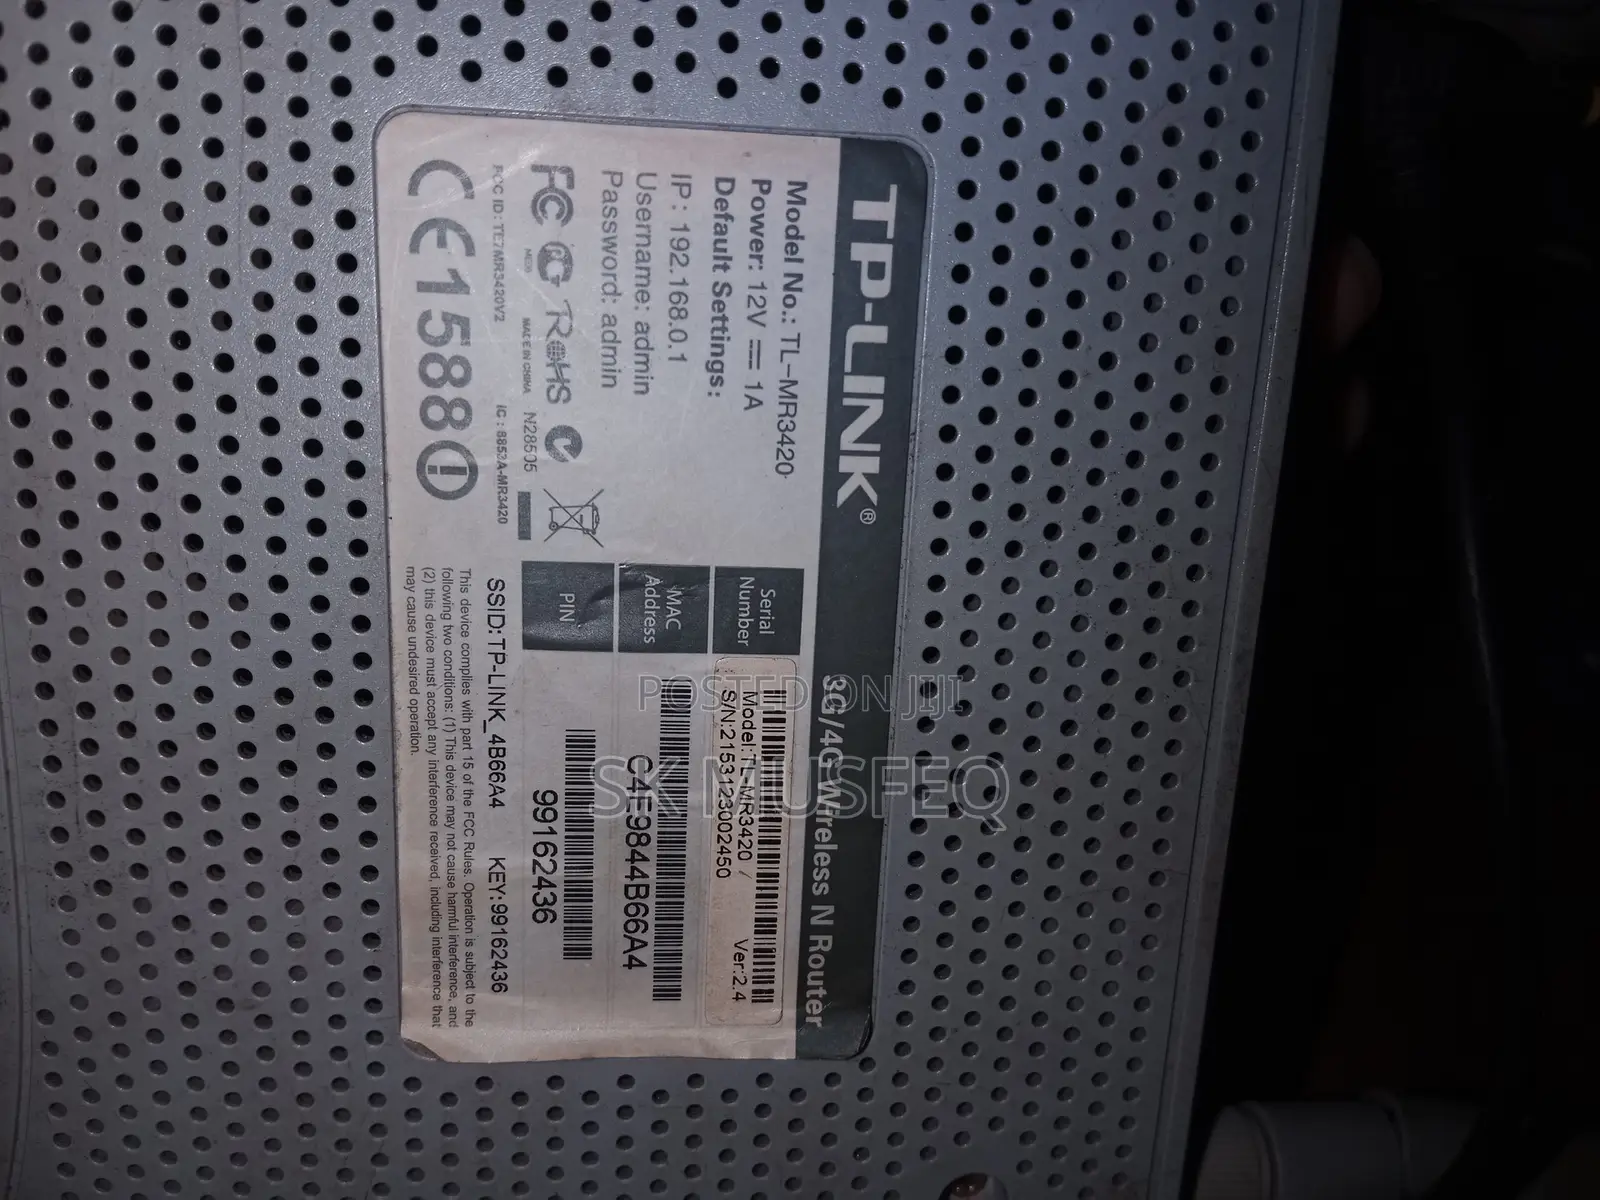 TP-LINK®
3G/4G Wireless N Router
Model No.: TL-MR3420
Power: 12V ⎓ 1A
Default Settings:
IP : 192.168.0.1
Username: admin
Password: admin
FC RoHS
ME28
MADE IN CHINA
N28505
FCC ID : TE7MR3420V2
IC : 8853A-MR3420
CE1588
Serial
Number
Model:TL-MR3420 / Ver:2.4
S/N:2153123002450
MAC
Address
C4E9844B66A4
PIN
99162436
SSID:TP-LINK_4B66A4 KEY:99162436
This device complies with part 15 of the FCC Rules. Operation is subject to the
following two conditions: (1) This device may not cause harmful interference, and
(2) this device must accept any interference received, including interference that
may cause undesired operation.
POSTED ON JIJI